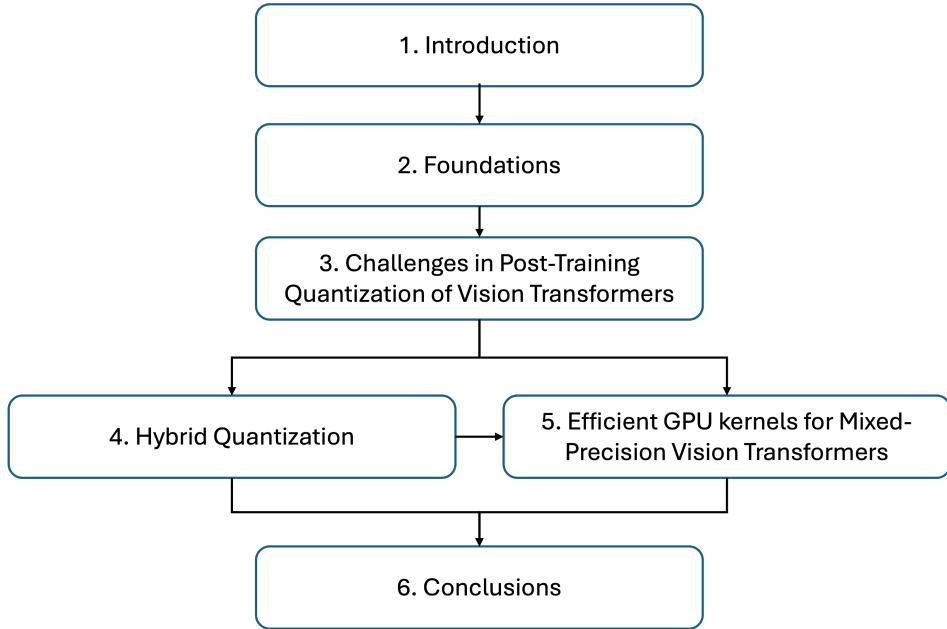 1. Introduction
2. Foundations
3. Challenges in Post-Training
Quantization of Vision Transformers
4. Hybrid Quantization
5. Efficient GPU kernels for Mixed-
Precision Vision Transformers
6. Conclusions